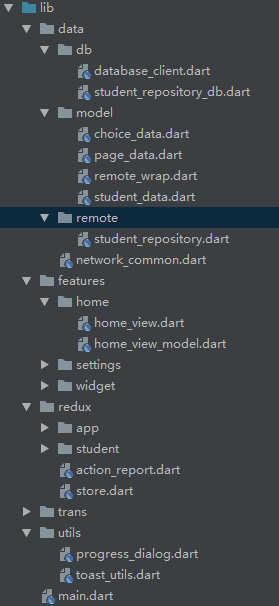 lib
data
db
database_client.dart
student_repository_db.dart
model
choice_data.dart
page_data.dart
remote_wrap.dart
student_data.dart
remote
student_repository.dart
network_common.dart
features
home
home_view.dart
home_view_model.dart
settings
widget
redux
app
student
action_report.dart
store.dart
trans
utils
progress_dialog.dart
toast_utils.dart
main.dart